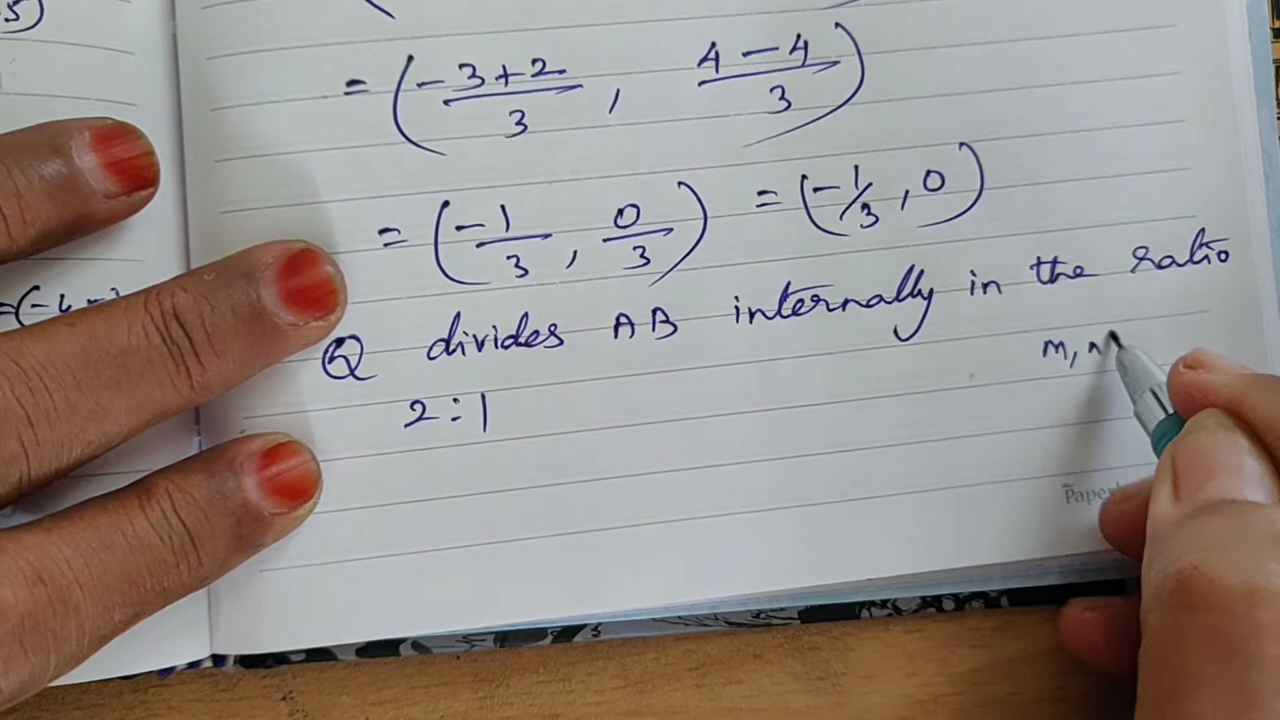 5)
= (-3+2/3, 4-4/3)
= (-1/3, 0/3) = (-1/3, 0)
Q divides AB internally in the ratio
m, n
2:1